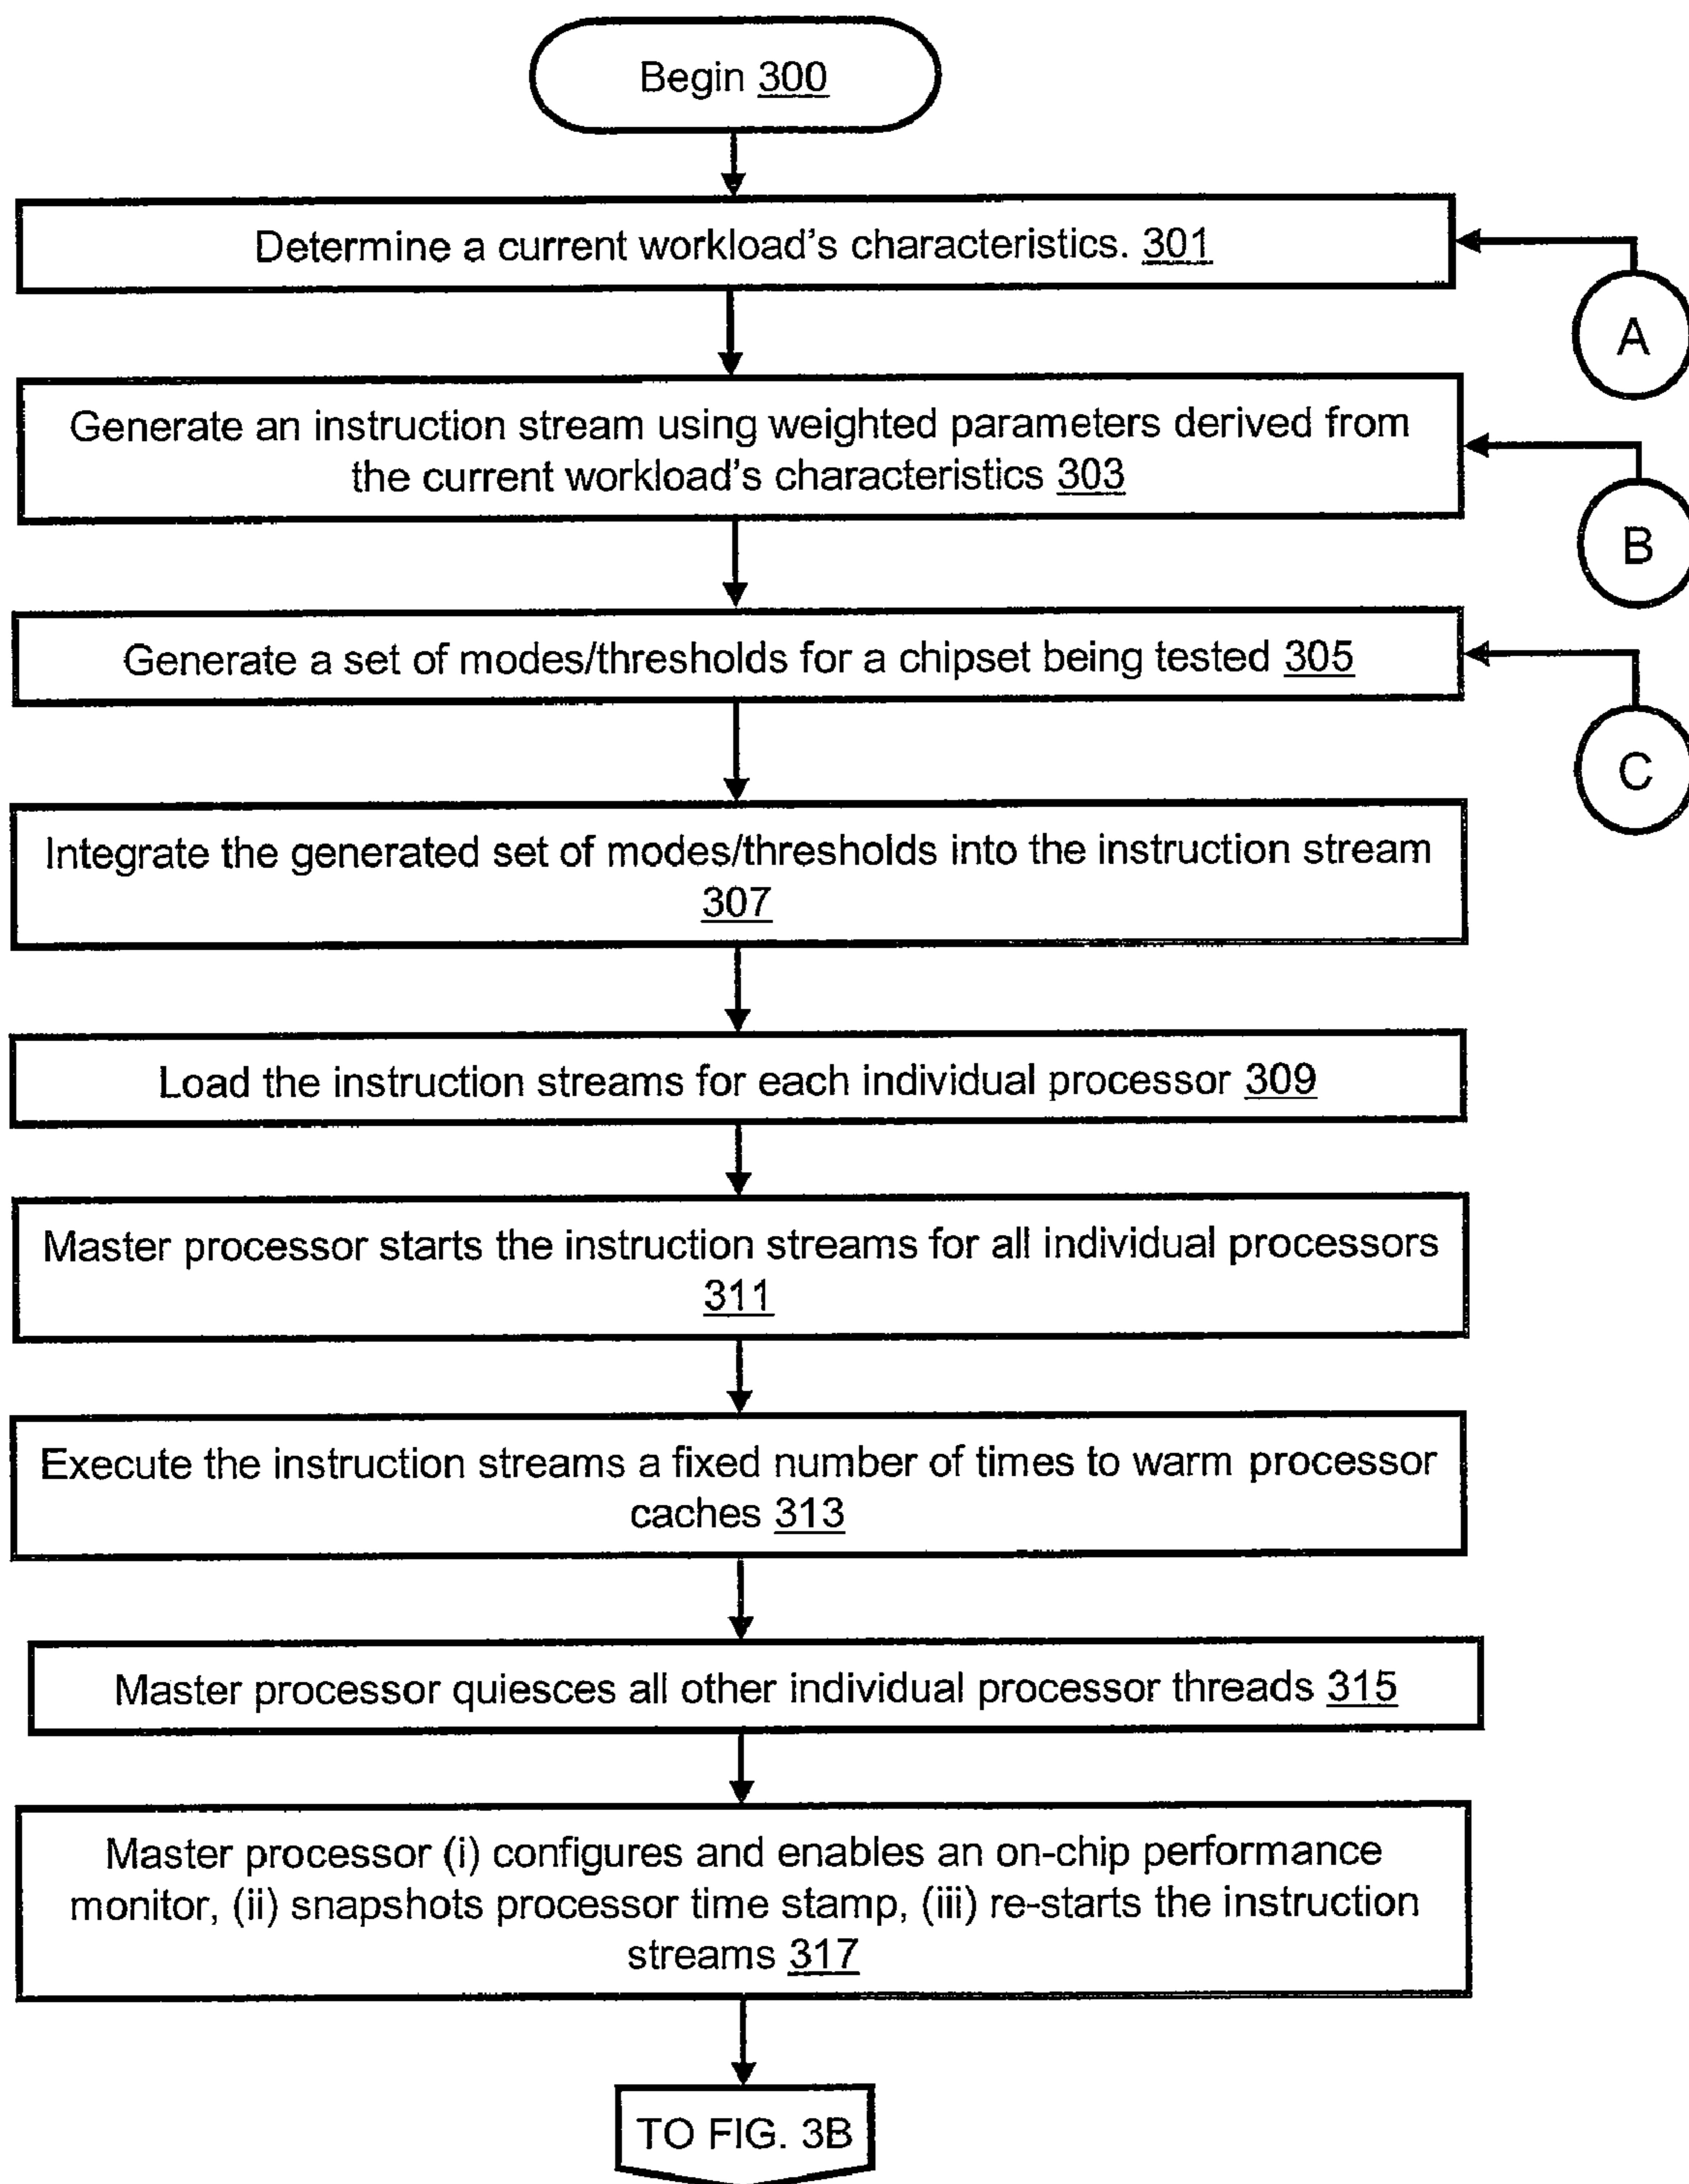 Begin 300
Determine a current workload's characteristics. 301
A
Generate an instruction stream using weighted parameters derived from
the current workload's characteristics 303
B
Generate a set of modes/thresholds for a chipset being tested 305
C
Integrate the generated set of modes/thresholds into the instruction stream
307
Load the instruction streams for each individual processor 309
Master processor starts the instruction streams for all individual processors
311
Execute the instruction streams a fixed number of times to warm processor
caches 313
Master processor quiesces all other individual processor threads 315
Master processor (i) configures and enables an on-chip performance
monitor, (ii) snapshots processor time stamp, (iii) re-starts the instruction
streams 317
TO FIG. 3B